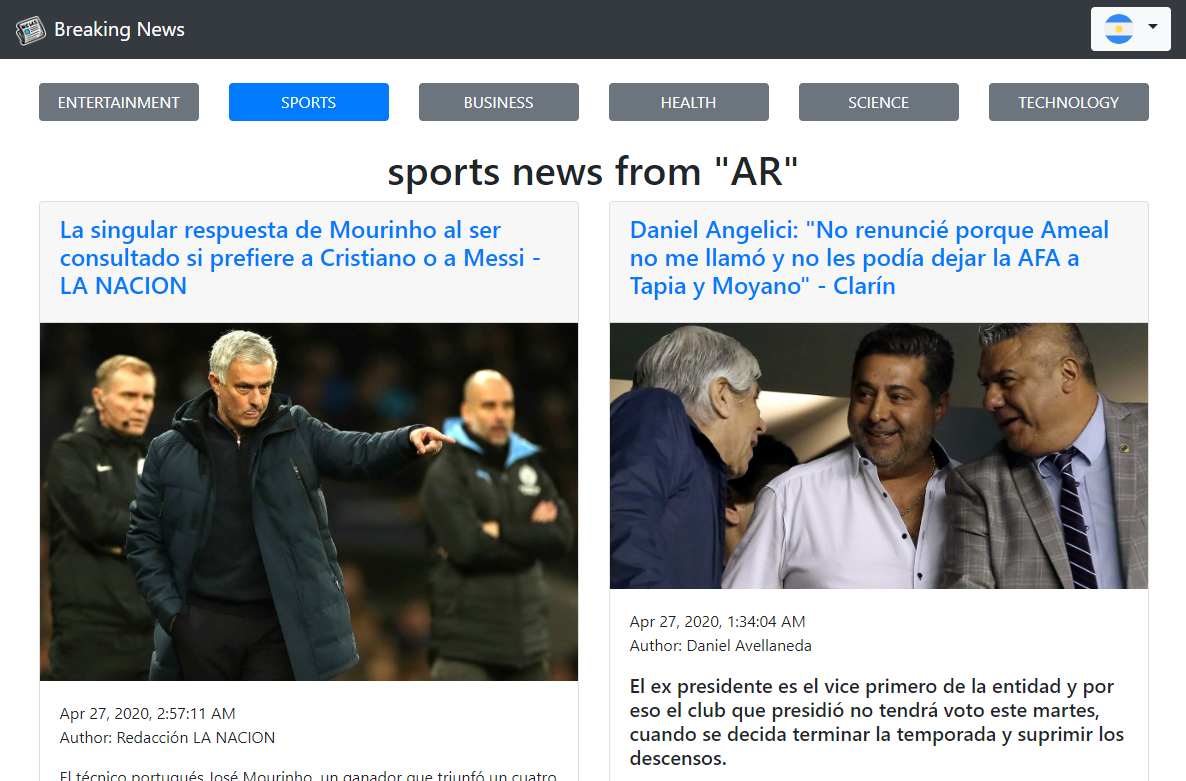 Breaking News
ENTERTAINMENT
SPORTS
BUSINESS
HEALTH
SCIENCE
TECHNOLOGY
sports news from "AR"
La singular respuesta de Mourinho al ser
consultado si prefiere a Cristiano o a Messi -
LA NACION
Apr 27, 2020, 2:57:11 AM
Author: Redacción LA NACION
El técnico portugués José Mourinho, un ganador que triunfó un cuatro
Daniel Angelici: "No renuncié porque Ameal
no me llamó y no les podía dejar la AFA a
Tapia y Moyano" - Clarín
Apr 27, 2020, 1:34:04 AM
Author: Daniel Avellaneda
El ex presidente es el vice primero de la entidad y por
eso el club que presidió no tendrá voto este martes,
cuando se decida terminar la temporada y suprimir los
descensos.